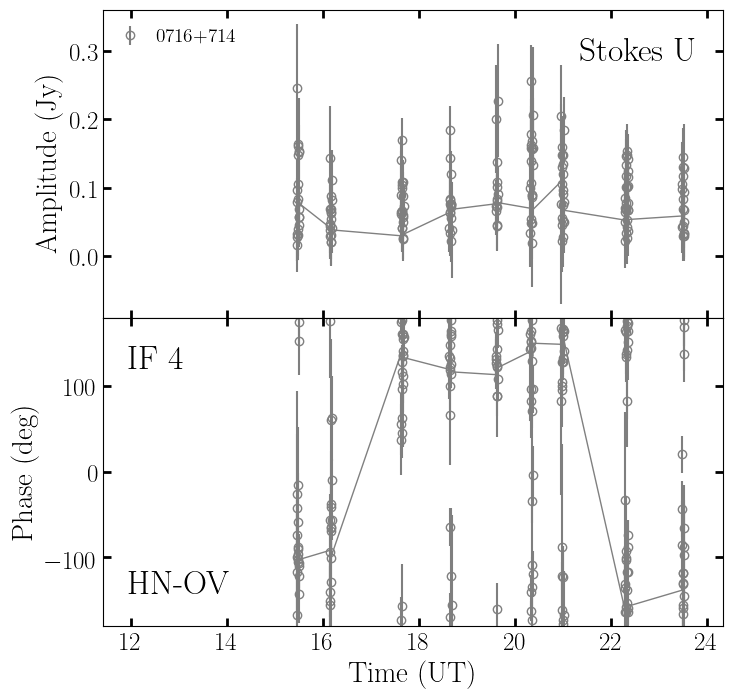 0716+714
Stokes U
0.3
0.2
0.1
0.0
Amplitude (Jy)
IF 4
100
0
−100
Phase (deg)
HN-OV
12 14 16 18 20 22 24
Time (UT)